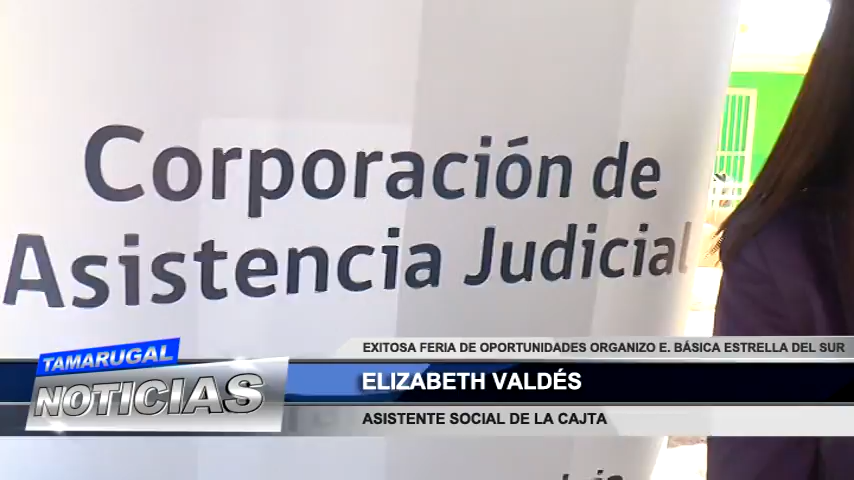 Corporación de
Asistencia Judicial
EXITOSA FERIA DE OPORTUNIDADES ORGANIZO E. BÁSICA ESTRELLA DEL SUR
TAMARUGAL
NOTICIAS
ELIZABETH VALDÉS
ASISTENTE SOCIAL DE LA CAJTA